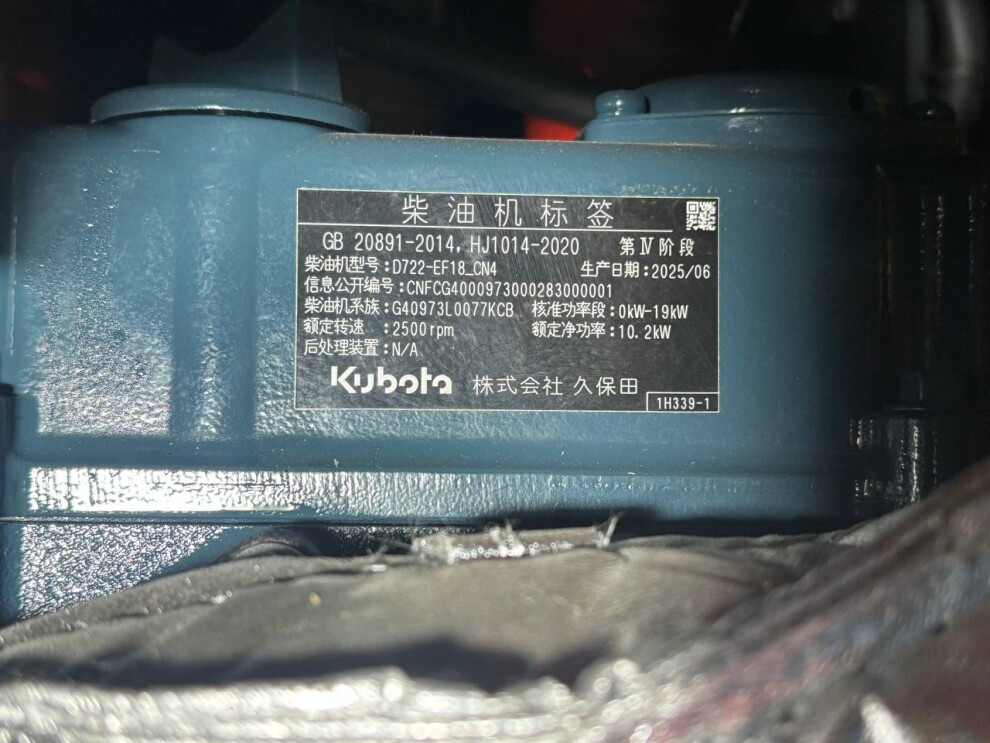 柴油机标签
GB 20891-2014, HJ1014-2020 第Ⅳ阶段
柴油机型号:D722-EF18_CN4 生产日期:2025/06
信息公开编号:CNFCG4000973000283000001
柴油机系族:G40973L0077KCB 核准功率段:0kW-19kW
额定转速 :2500rpm 额定净功率:10.2kW
后处理装置:N/A
Kubota 株式会社 久保田
1H339-1